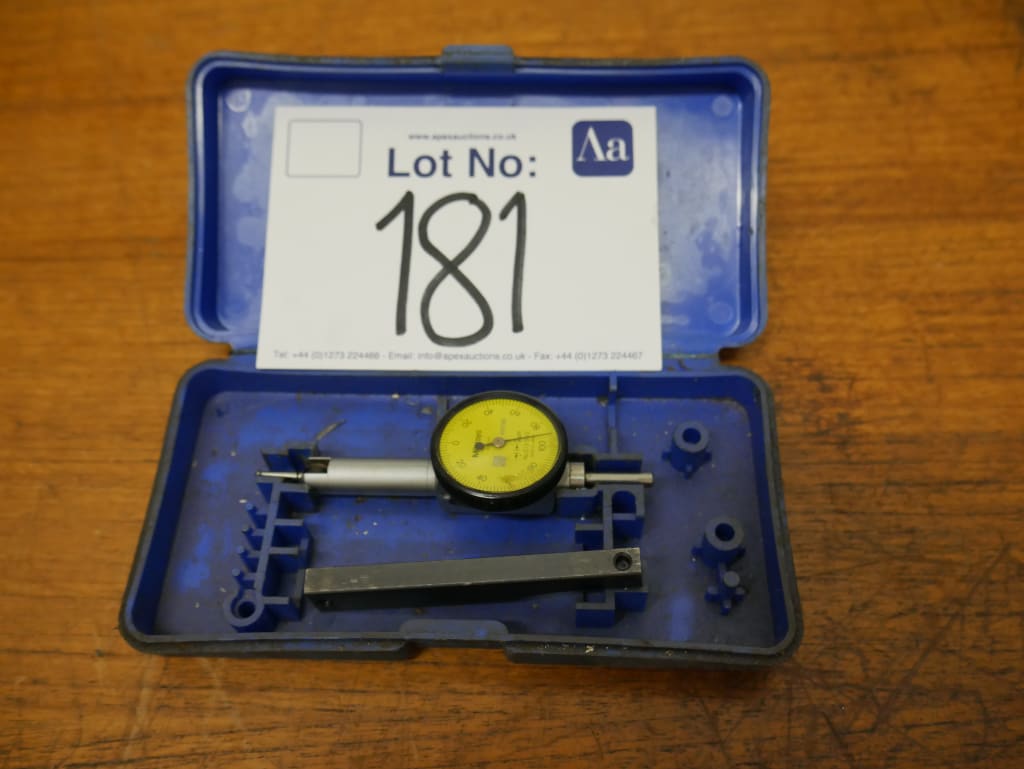 www.apexauctions.co.uk
Aa
Lot No:
181
Tel: +44 (0)1273 224466 - Email: info@apexauctions.co.uk - Fax: +44 (0)1273 224467
Mitutoyo